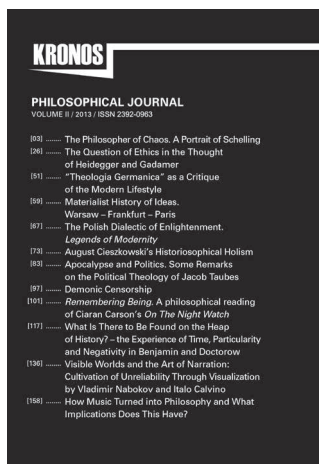 KRONOS
PHILOSOPHICAL JOURNAL
VOLUME II / 2013 / ISSN 2392-0963
[03] ........ The Philosopher of Chaos. A Portrait of Schelling
[26] ........ The Question of Ethics in the Thought
of Heidegger and Gadamer
[51] ........ "Theologia Germanica" as a Critique
of the Modern Lifestyle
[59] ........ Materialist History of Ideas.
Warsaw – Frankfurt – Paris
[67] ........ The Polish Dialectic of Enlightenment.
Legends of Modernity
[73] ........ August Cieszkowski's Historiosophical Holism
[83] ........ Apocalypse and Politics. Some Remarks
on the Political Theology of Jacob Taubes
[97] ........ Demonic Censorship
[101] ........ Remembering Being. A philosophical reading
of Ciaran Carson's On The Night Watch
[117] ........ What Is There to Be Found on the Heap
of History? – the Experience of Time, Particularity
and Negativity in Benjamin and Doctorow
[136] ........ Visible Worlds and the Art of Narration:
Cultivation of Unreliability Through Visualization
by Vladimir Nabokov and Italo Calvino
[158] ........ How Music Turned into Philosophy and What
Implications Does This Have?